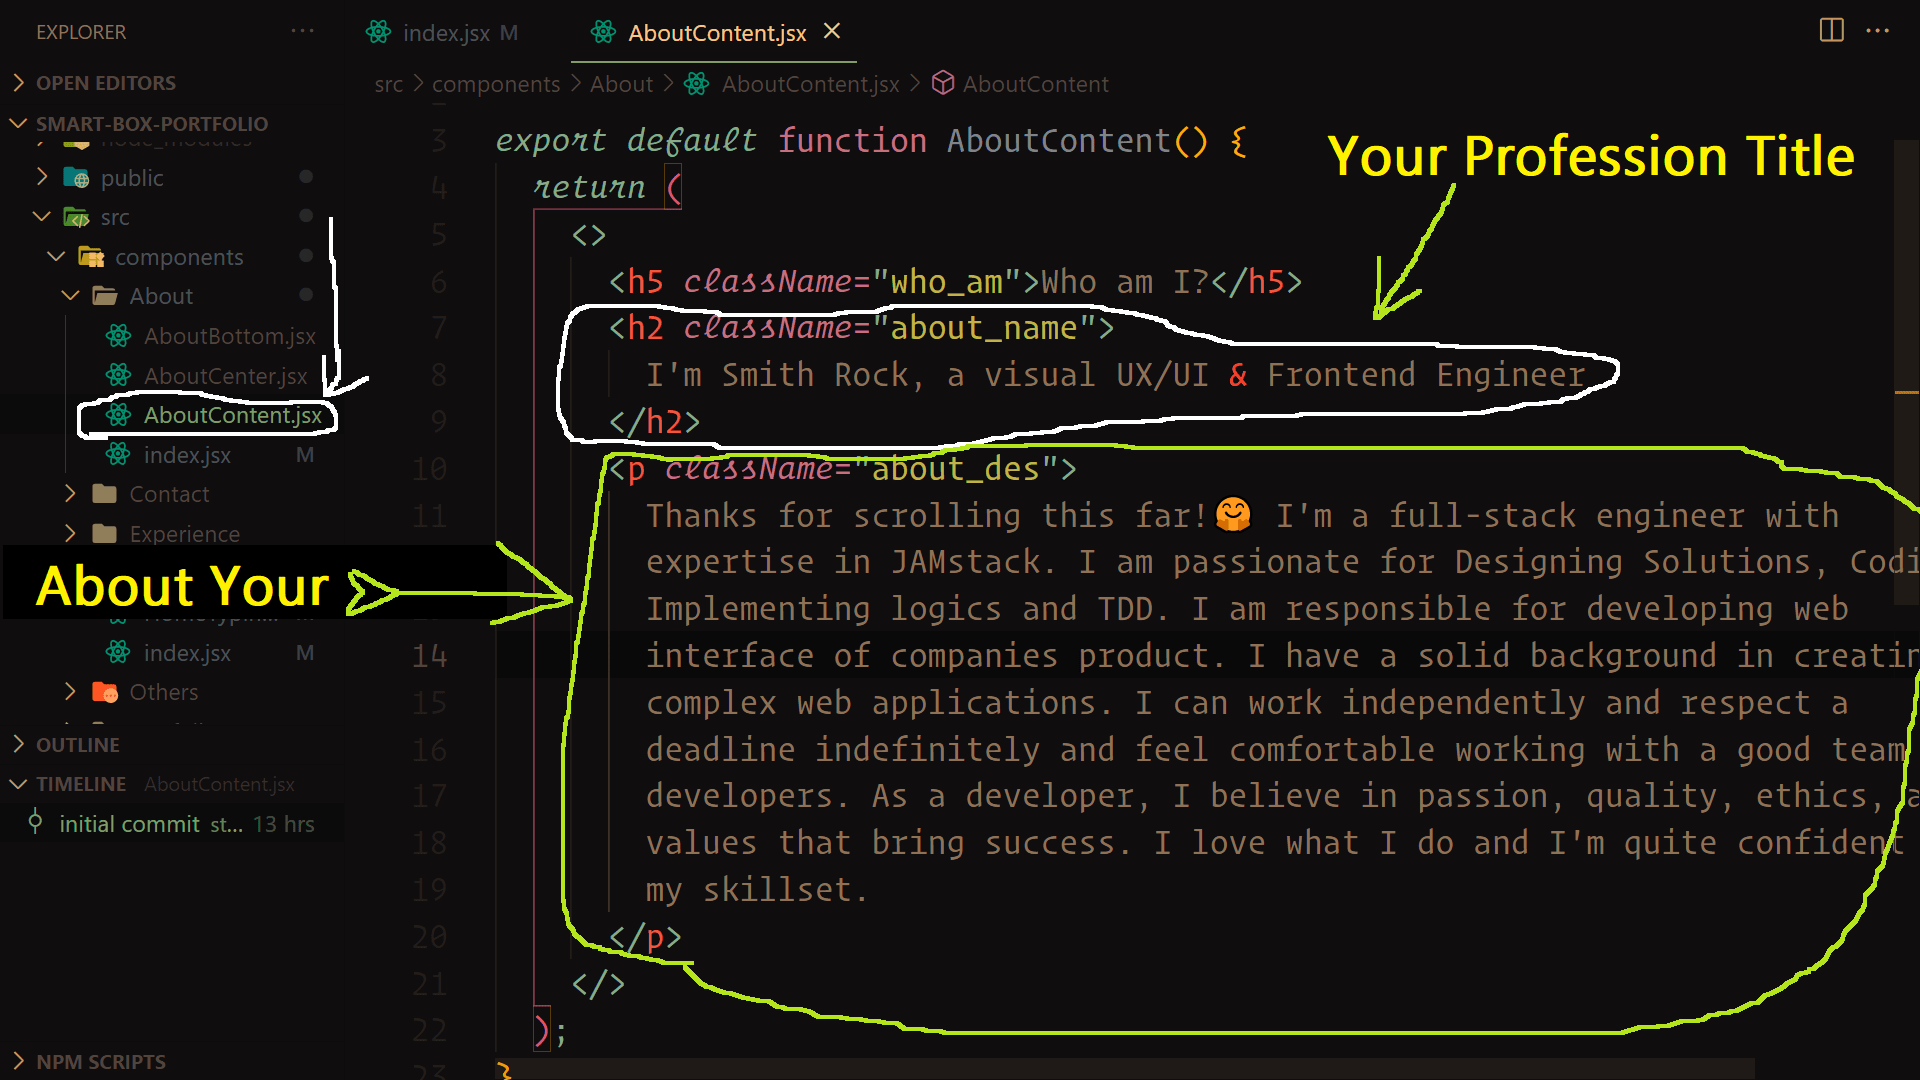 EXPLORER
OPEN EDITORS
SMART-BOX-PORTFOLIO
node_modules
public
src
components
About
AboutBottom.jsx
AboutCenter.jsx
AboutContent.jsx
index.jsx M
Contact
Experience
About Your
index.jsx M
Others
OUTLINE
TIMELINE AboutContent.jsx
initial commit st... 13 hrs
NPM SCRIPTS
index.jsx M
AboutContent.jsx
src > components > About > AboutContent.jsx > AboutContent
Your Profession Title
3 export default function AboutContent() {
4 return (
5 <>
6 <h5 className="who_am">Who am I?</h5>
7 <h2 className="about_name">
8 I'm Smith Rock, a visual UX/UI & Frontend Engineer
9 </h2>
10 <p className="about_des">
11 Thanks for scrolling this far!🤗 I'm a full-stack engineer with
expertise in JAMstack. I am passionate for Designing Solutions, Codi
Implementing logics and TDD. I am responsible for developing web
14 interface of companies product. I have a solid background in creatin
15 complex web applications. I can work independently and respect a
16 deadline indefinitely and feel comfortable working with a good team
17 developers. As a developer, I believe in passion, quality, ethics, a
18 values that bring success. I love what I do and I'm quite confident
19 my skillset.
20 </p>
21 </>
22 );
23 }